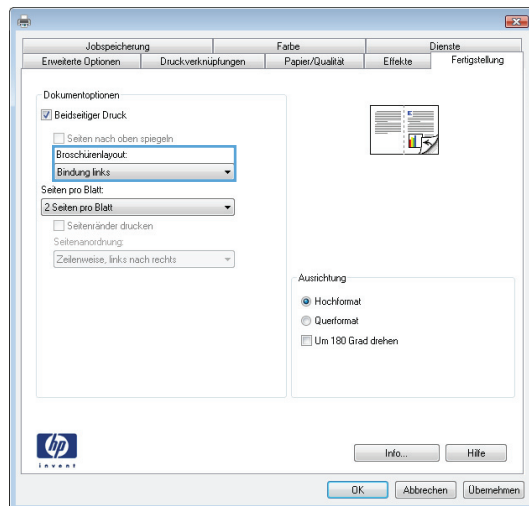 Jobspeicherung
Farbe
Dienste
Erweiterte Optionen
Druckverknüpfungen
Papier/Qualität
Effekte
Fertigstellung
Dokumentoptionen
Beidseitiger Druck
Seiten nach oben spiegeln
Broschürenlayout:
Bindung links
Seiten pro Blatt:
2 Seiten pro Blatt
Seitenränder drucken
Seitenanordnung:
Zeilenweise, links nach rechts
Ausrichtung
Hochformat
Querformat
Um 180 Grad drehen
hp
invent
Info...
Hilfe
OK
Abbrechen
Übernehmen